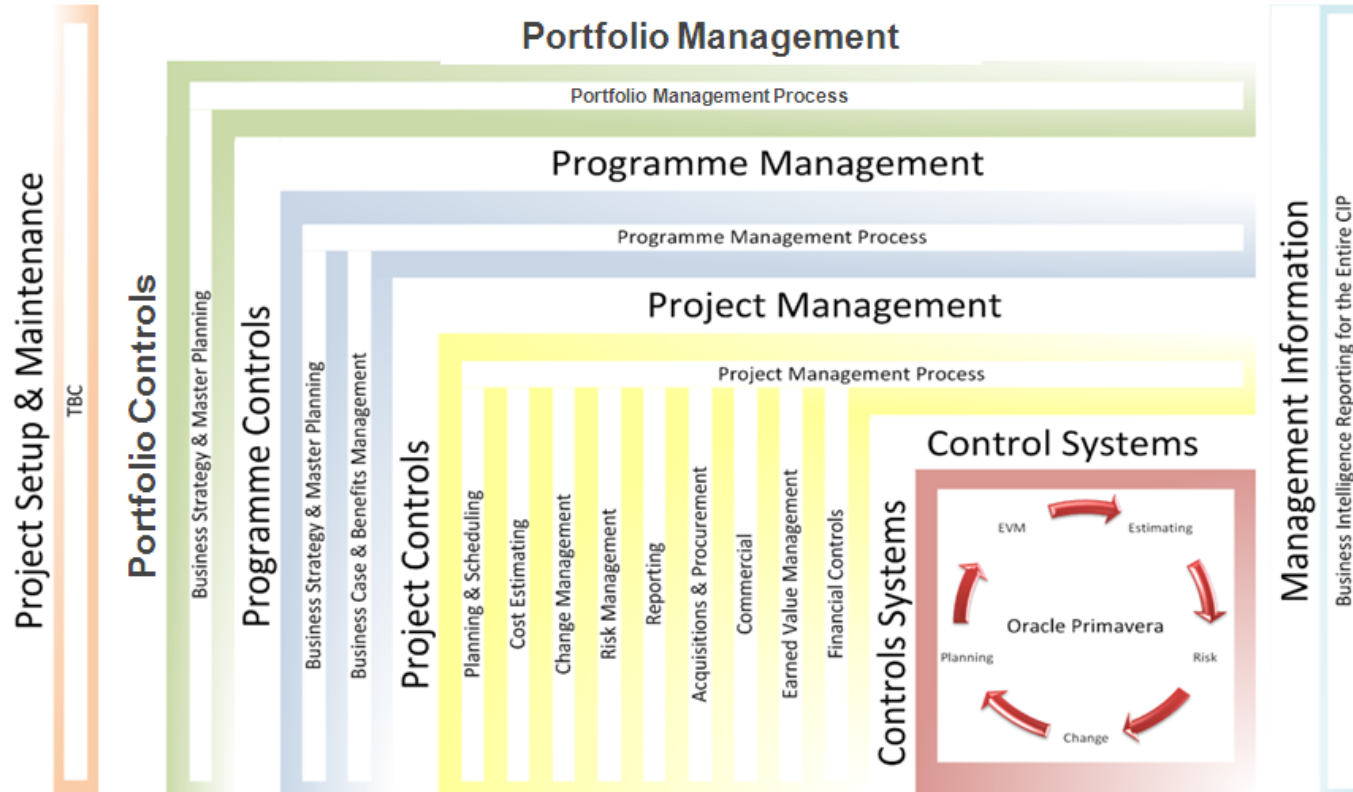 Project Setup & Maintenance
TBC
Portfolio Management
Portfolio Management Process
Portfolio Controls
Business Strategy & Master Planning
Programme Management
Programme Management Process
Programme Controls
Business Strategy & Master Planning
Business Case & Benefits Management
Project Management
Project Management Process
Project Controls
Planning & Scheduling
Cost Estimating
Change Management
Risk Management
Reporting
Acquisitions & Procurement
Commercial
Earned Value Management
Financial Controls
Control Systems
Controls Systems
EVM
Estimating
Oracle Primavera
Planning
Risk
Change
Management Information
Business Intelligence Reporting for the Entire CIP